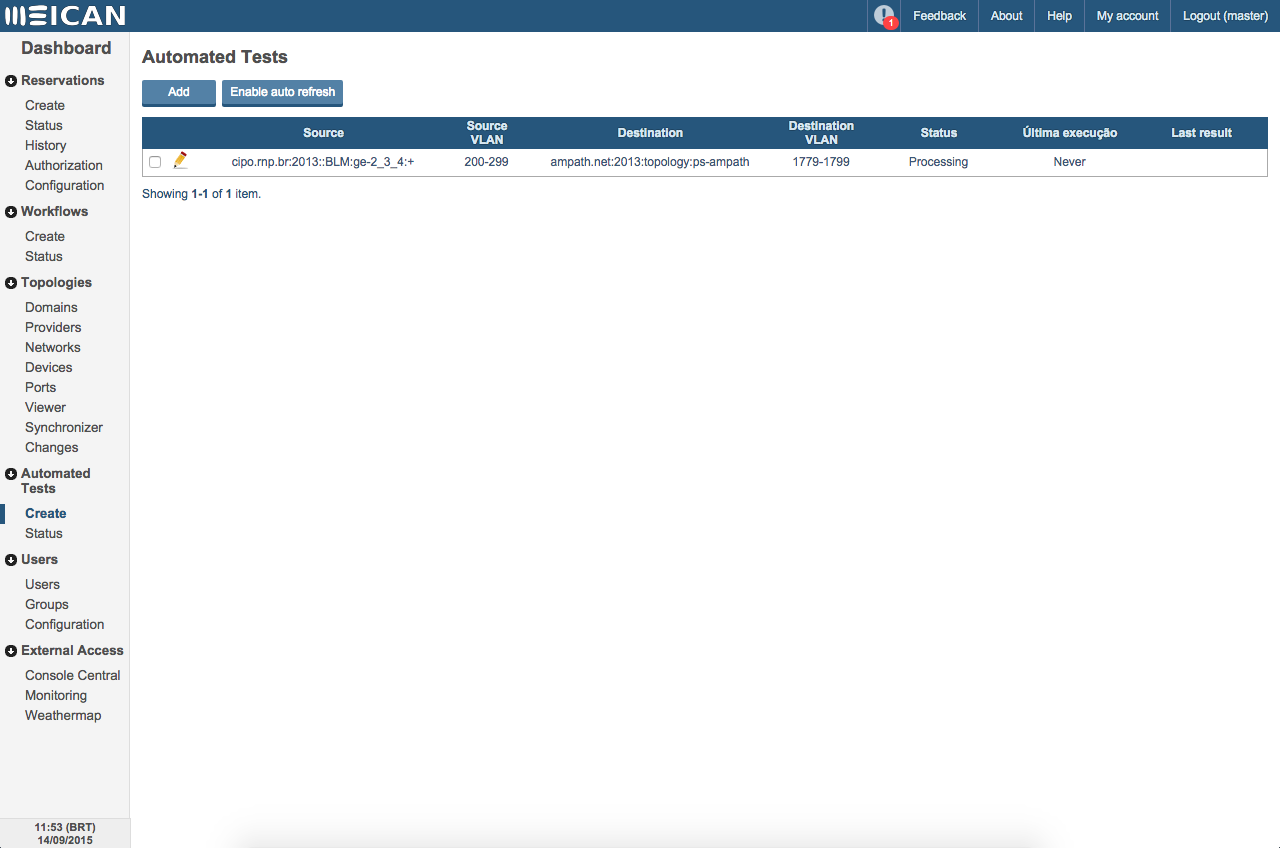 MEICAN
1
Feedback
About
Help
My account
Logout (master)
Dashboard
Reservations
Create
Status
History
Authorization
Configuration
Workflows
Create
Status
Topologies
Domains
Providers
Networks
Devices
Ports
Viewer
Synchronizer
Changes
Automated
Tests
Create
Status
Users
Users
Groups
Configuration
External Access
Console Central
Monitoring
Weathermap
11:53 (BRT)
14/09/2015
Automated Tests
Add
Enable auto refresh
Source
Source
VLAN
Destination
Destination
VLAN
Status
Última execução
Last result
cipo.rnp.br:2013::BLM:ge-2_3_4:+
200-299
ampath.net:2013:topology:ps-ampath
1779-1799
Processing
Never
Showing 1-1 of 1 item.